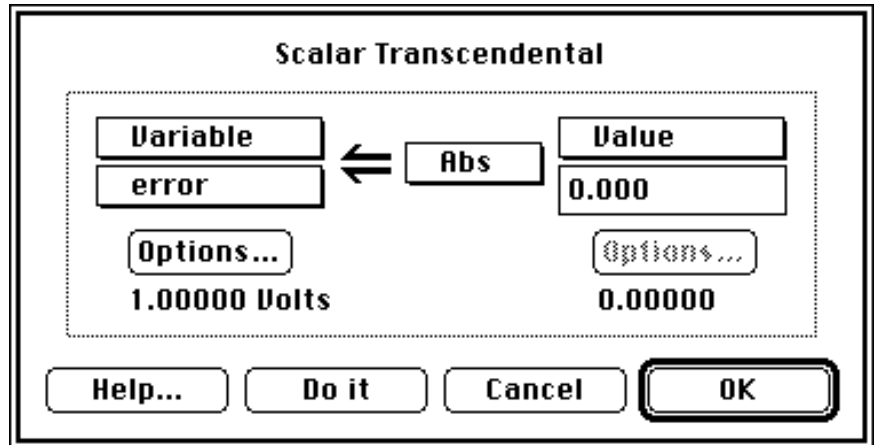 Scalar Transcendental
Variable
Abs
Value
error
0.000
Options...
Options...
1.00000 Volts
0.00000
Help...
Do it
Cancel
OK